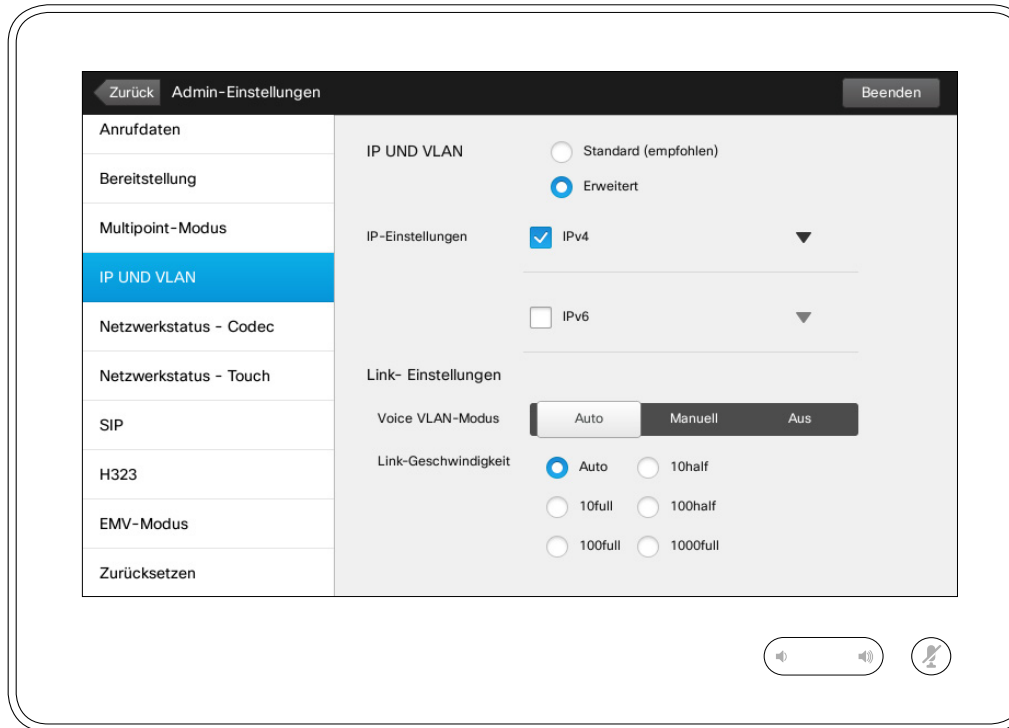 Zurück Admin-Einstellungen Beenden
Anrufdaten
Bereitstellung
Multipoint-Modus
IP UND VLAN
Netzwerkstatus - Codec
Netzwerkstatus - Touch
SIP
H323
EMV-Modus
Zurücksetzen
IP UND VLAN Standard (empfohlen)
Erweitert
IP-Einstellungen IPv4
IPv6
Link- Einstellungen
Voice VLAN-Modus Auto Manuell Aus
Link-Geschwindigkeit Auto 10half
10full 100half
100full 1000full